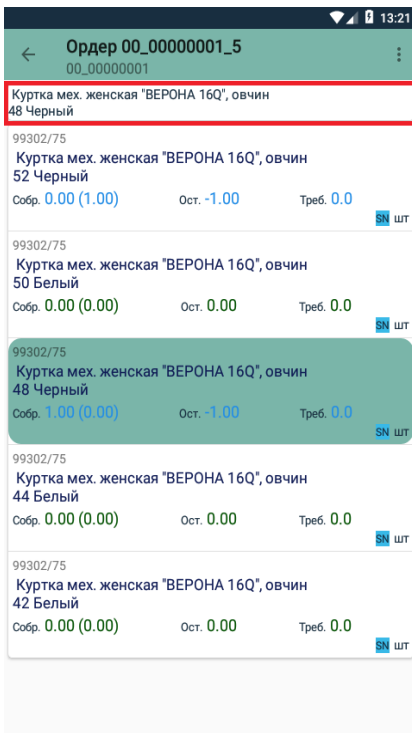 13:21
Ордер 00_00000001_5
00_00000001
Куртка мех. женская "ВЕРОНА 16Q", овчин
48 Черный
99302/75
Куртка мех. женская "ВЕРОНА 16Q", овчин
52 Черный
Собр. 0.00 (1.00) Ост. -1.00 Треб. 0.0
SN шт
99302/75
Куртка мех. женская "ВЕРОНА 16Q", овчин
50 Белый
Собр. 0.00 (0.00) Ост. 0.00 Треб. 0.0
SN шт
99302/75
Куртка мех. женская "ВЕРОНА 16Q", овчин
48 Черный
Собр. 1.00 (0.00) Ост. -1.00 Треб. 0.0
SN шт
99302/75
Куртка мех. женская "ВЕРОНА 16Q", овчин
44 Белый
Собр. 0.00 (0.00) Ост. 0.00 Треб. 0.0
SN шт
99302/75
Куртка мех. женская "ВЕРОНА 16Q", овчин
42 Белый
Собр. 0.00 (0.00) Ост. 0.00 Треб. 0.0
SN шт